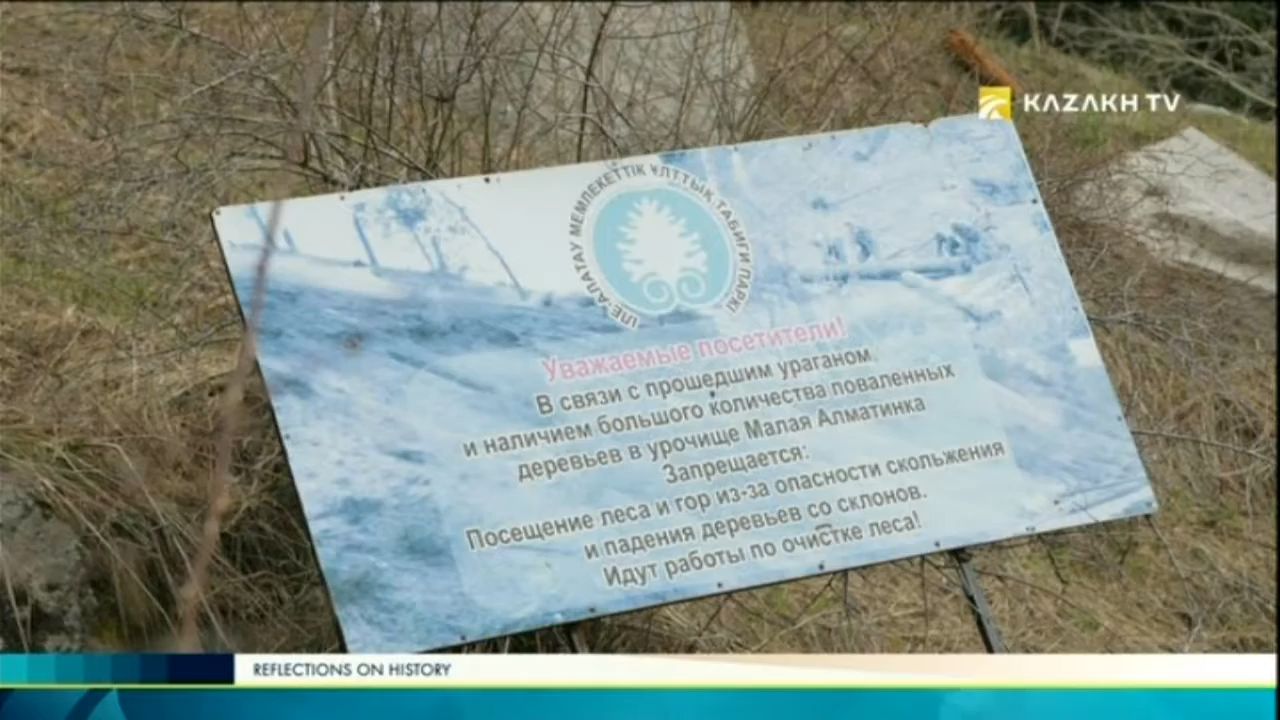 KAZAKH TV
ІЛЕ-АЛАТАУ МЕМЛЕКЕТТІК ҰЛТТЫҚ ТАБИҒИ ПАРКІ
Уважаемые посетители!
В связи с прошедшим ураганом
и наличием большого количества поваленных
деревьев в урочище Малая Алматинка
Запрещается:
Посещение леса и гор из-за опасности скольжения
и падения деревьев со склонов.
Идут работы по очистке леса!
REFLECTIONS ON HISTORY